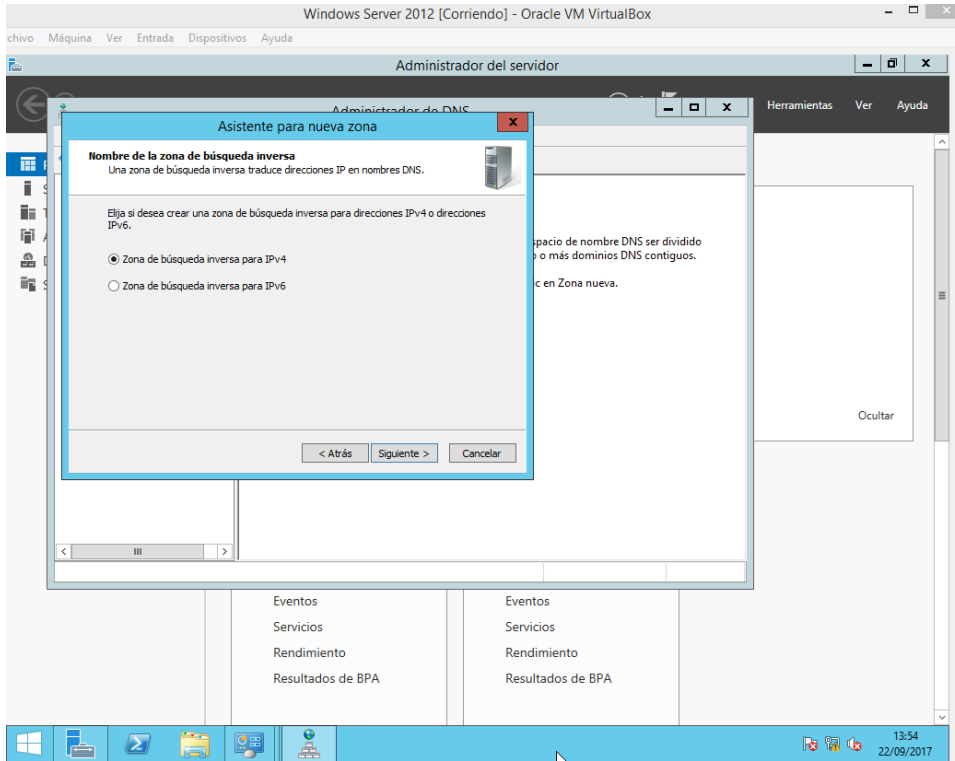 Windows Server 2012 [Corriendo] - Oracle VM VirtualBox
chivo Máquina Ver Entrada Dispositivos Ayuda
Administrador del servidor
Herramientas Ver Ayuda
Administrador de DNS
Asistente para nueva zona
Nombre de la zona de búsqueda inversa
Una zona de búsqueda inversa traduce direcciones IP en nombres DNS.
Elija si desea crear una zona de búsqueda inversa para direcciones IPv4 o direcciones
IPv6.
Zona de búsqueda inversa para IPv4
Zona de búsqueda inversa para IPv6
< Atrás Siguiente > Cancelar
spacio de nombre DNS ser dividido
o o más dominios DNS contiguos.
ic en Zona nueva.
Ocultar
Eventos
Servicios
Rendimiento
Resultados de BPA
Eventos
Servicios
Rendimiento
Resultados de BPA
13:54
22/09/2017